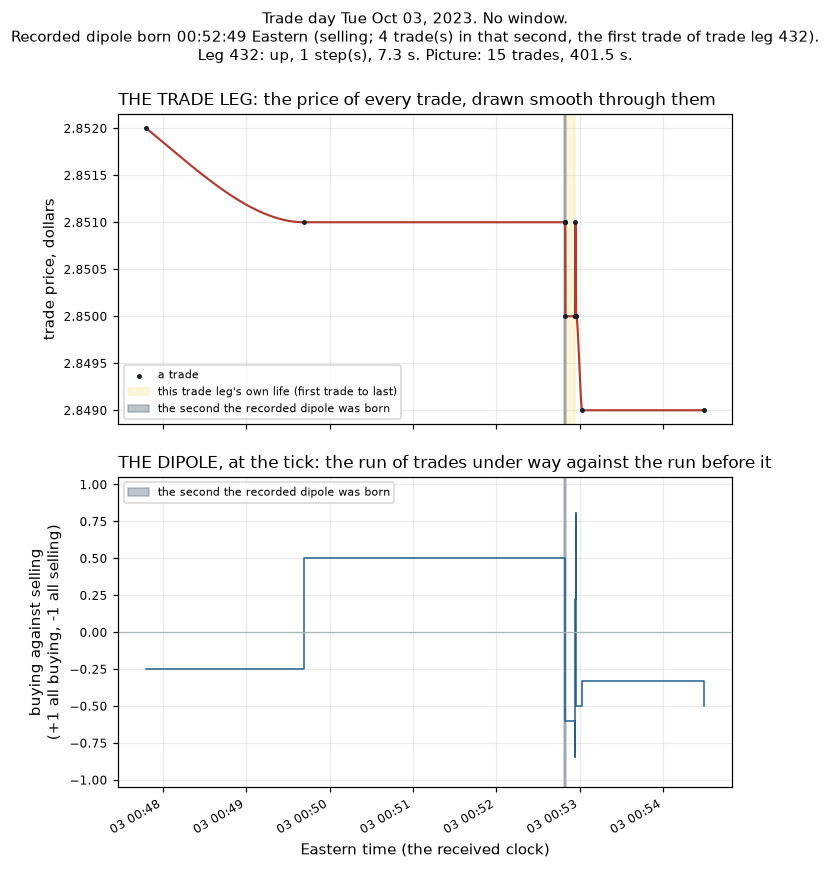 Trade day Tue Oct 03, 2023. No window.
Recorded dipole born 00:52:49 Eastern (selling; 4 trade(s) in that second, the first trade of trade leg 432).
Leg 432: up, 1 step(s), 7.3 s. Picture: 15 trades, 401.5 s.
THE TRADE LEG: the price of every trade, drawn smooth through them
trade price, dollars
2.8520
2.8515
2.8510
2.8505
2.8500
2.8495
2.8490
a trade
this trade leg's own life (first trade to last)
the second the recorded dipole was born
THE DIPOLE, at the tick: the run of trades under way against the run before it
buying against selling
(+1 all buying, -1 all selling)
1.00
0.75
0.50
0.25
0.00
−0.25
−0.50
−0.75
−1.00
the second the recorded dipole was born
03 00:48
03 00:49
03 00:50
03 00:51
03 00:52
03 00:53
03 00:54
Eastern time (the received clock)